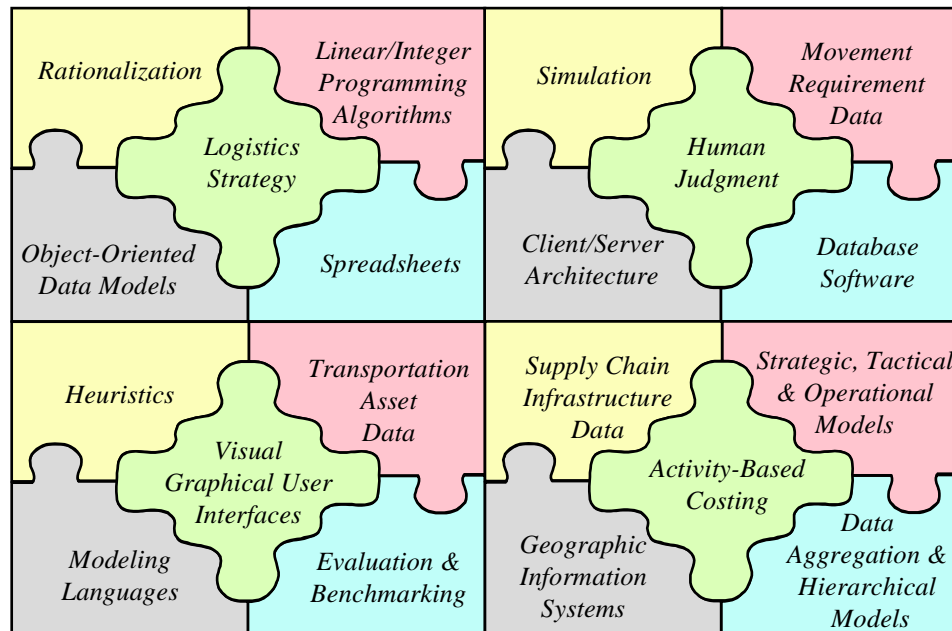 Rationalization
Linear/Integer
Programming
Algorithms
Logistics
Strategy
Object-Oriented
Data Models
Spreadsheets
Simulation
Movement
Requirement
Data
Human
Judgment
Client/Server
Architecture
Database
Software
Heuristics
Transportation
Asset
Data
Visual
Graphical User
Interfaces
Modeling
Languages
Evaluation &
Benchmarking
Supply Chain
Infrastructure
Data
Strategic, Tactical
& Operational
Models
Activity-Based
Costing
Geographic
Information
Systems
Data
Aggregation &
Hierarchical
Models